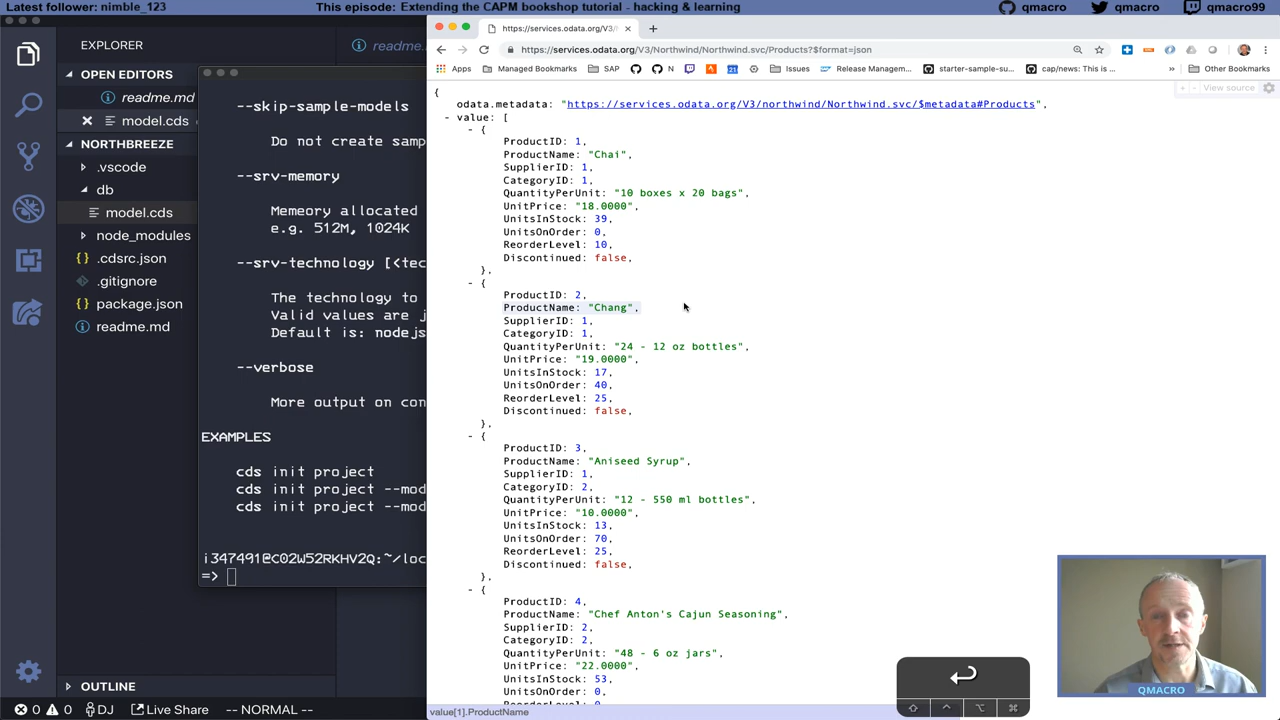 Latest follower: nimble_123
This episode: Extending the CAPM bookshop tutorial - hacking & learning
qmacro
qmacro
qmacro99
EXPLORER
OPEN EDITORS
readme.md
model.cds
NORTHBREEZE
.vscode
db
model.cds
node_modules
.cdsrc.json
.gitignore
package.json
readme.md
OUTLINE
0 0 DJ Live Share -- NORMAL --
readme.
--skip-sample-models
Do not create samp
--srv-memory
Memeory allocated
e.g. 512M, 1024K
--srv-technology [<tec
The technology to
Valid values are j
Default is: nodejs
--verbose
More output on con
EXAMPLES
cds init project
cds init project --mod
cds init project --mod
i347491@C02W52RKHV2Q:~/loc
=>
https://services.odata.org/V3/
https://services.odata.org/V3/Northwind/Northwind.svc/Products?$format=json
Apps Managed Bookmarks SAP N 231 Issues Release Managem... starter-sample-su... cap/news: This is ... » Other Bookmarks
+ - View source
{
odata.metadata: "https://services.odata.org/V3/northwind/Northwind.svc/$metadata#Products",
- value: [
- {
ProductID: 1,
ProductName: "Chai",
SupplierID: 1,
CategoryID: 1,
QuantityPerUnit: "10 boxes x 20 bags",
UnitPrice: "18.0000",
UnitsInStock: 39,
UnitsOnOrder: 0,
ReorderLevel: 10,
Discontinued: false,
},
- {
ProductID: 2,
ProductName: "Chang",
SupplierID: 1,
CategoryID: 1,
QuantityPerUnit: "24 - 12 oz bottles",
UnitPrice: "19.0000",
UnitsInStock: 17,
UnitsOnOrder: 40,
ReorderLevel: 25,
Discontinued: false,
},
- {
ProductID: 3,
ProductName: "Aniseed Syrup",
SupplierID: 1,
CategoryID: 2,
QuantityPerUnit: "12 - 550 ml bottles",
UnitPrice: "10.0000",
UnitsInStock: 13,
UnitsOnOrder: 70,
ReorderLevel: 25,
Discontinued: false,
},
- {
ProductID: 4,
ProductName: "Chef Anton's Cajun Seasoning",
SupplierID: 2,
CategoryID: 2,
QuantityPerUnit: "48 - 6 oz jars",
UnitPrice: "22.0000",
UnitsInStock: 53,
UnitsOnOrder: 0,
value[1].ProductName
QMACRO